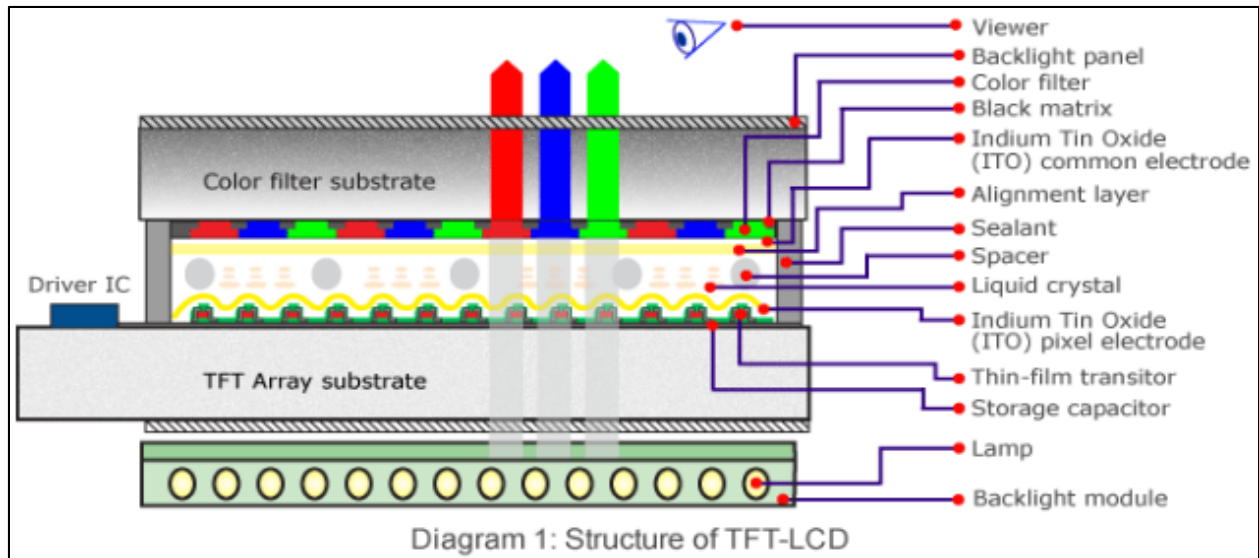 Viewer
Backlight panel
Color filter
Black matrix
Indium Tin Oxide
(ITO) common electrode
Alignment layer
Sealant
Spacer
Liquid crystal
Indium Tin Oxide
(ITO) pixel electrode
Thin-film transitor
Storage capacitor
Lamp
Backlight module
Color filter substrate
Driver IC
TFT Array substrate
Diagram 1: Structure of TFT-LCD